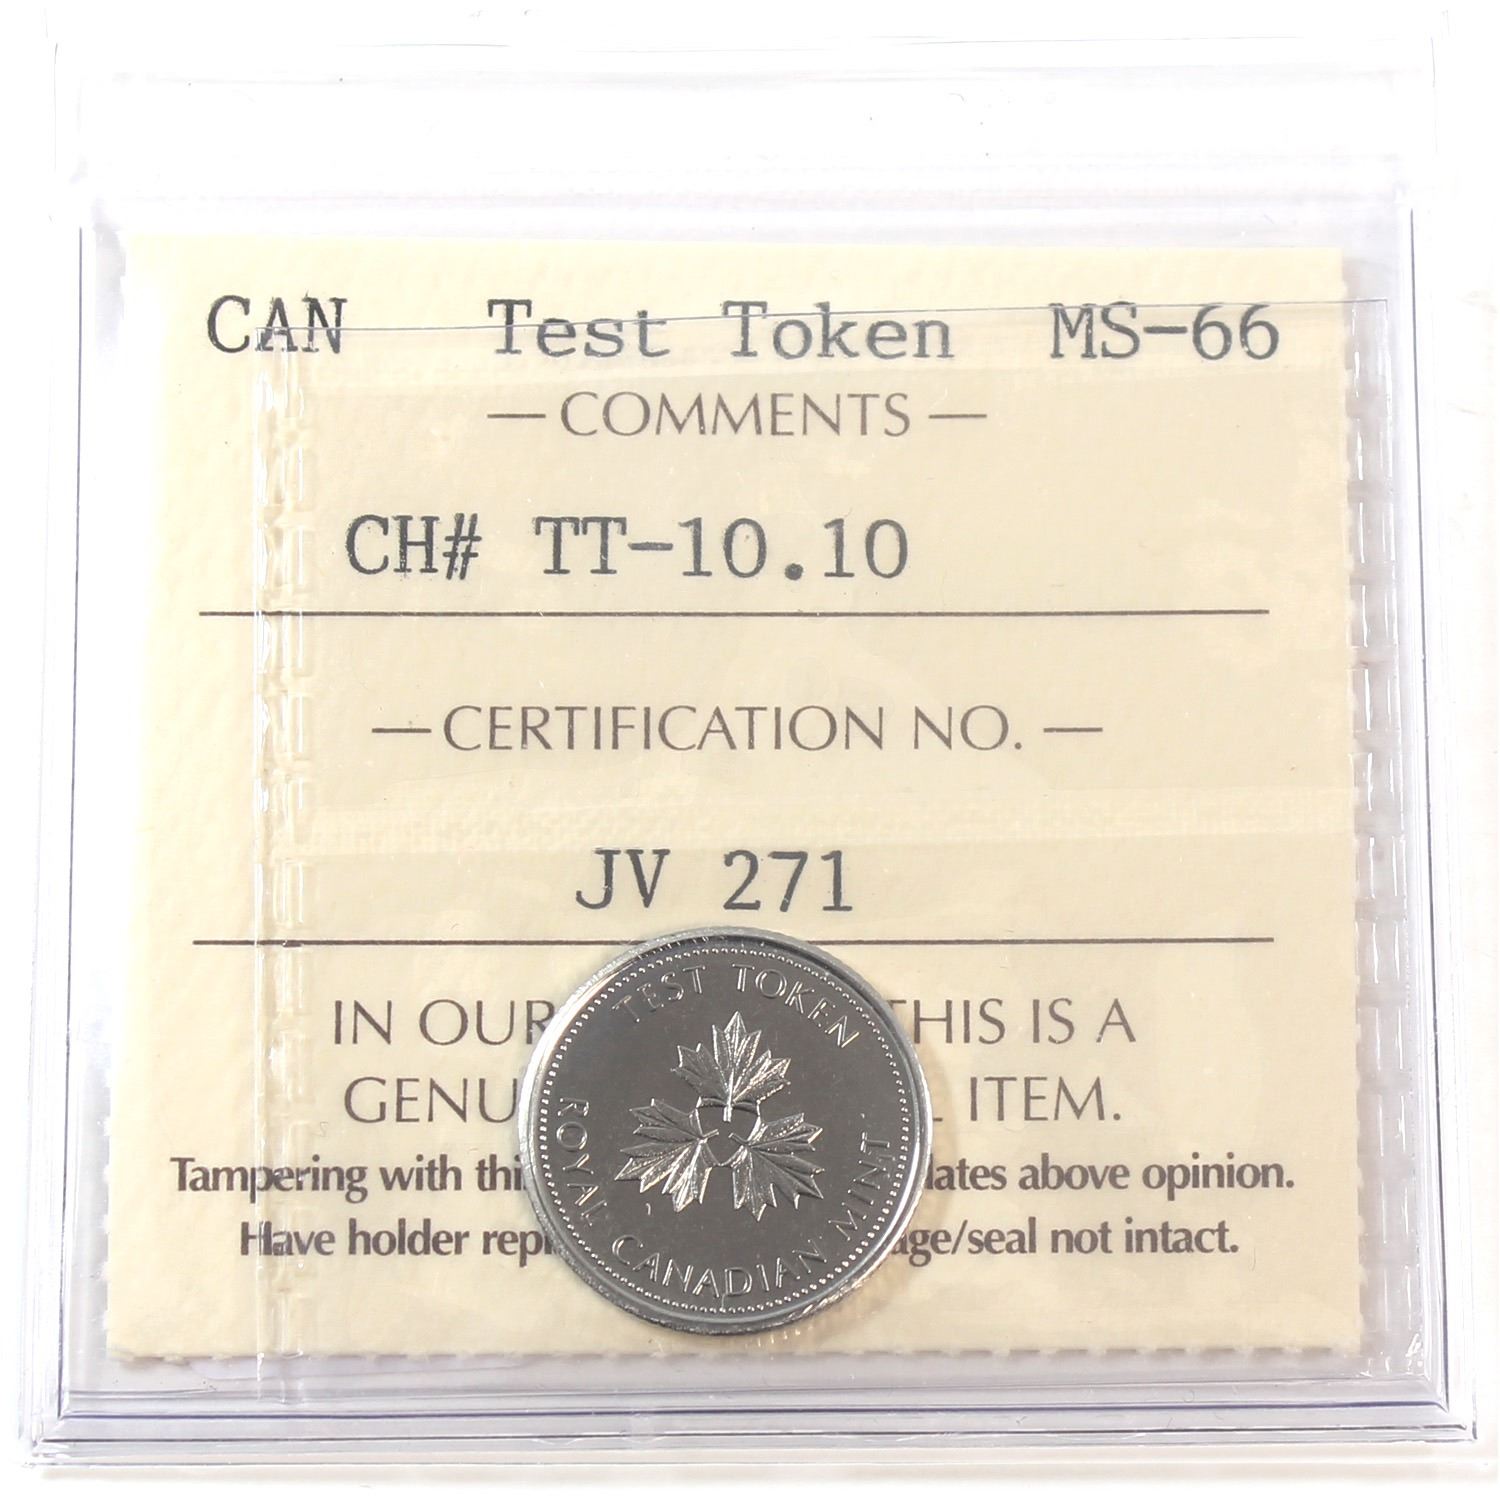 CAN Test Token MS-66
— COMMENTS —
CH# TT-10.10
— CERTIFICATION NO. —
JV 271
IN OUR THIS IS A
GENU ITEM.
Tampering with thi lates above opinion.
Have holder rep age/seal not intact.
TEST TOKEN
ROYAL CANADIAN MINT